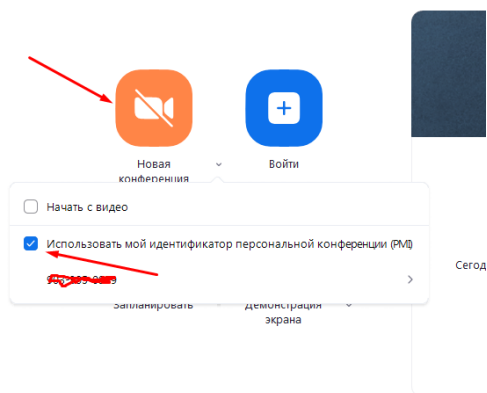 Новая
конференция
Войти
Начать с видео
Использовать мой идентификатор персональной конференции (PMI)
Сегод
Запланировать
Демонстрация
экрана